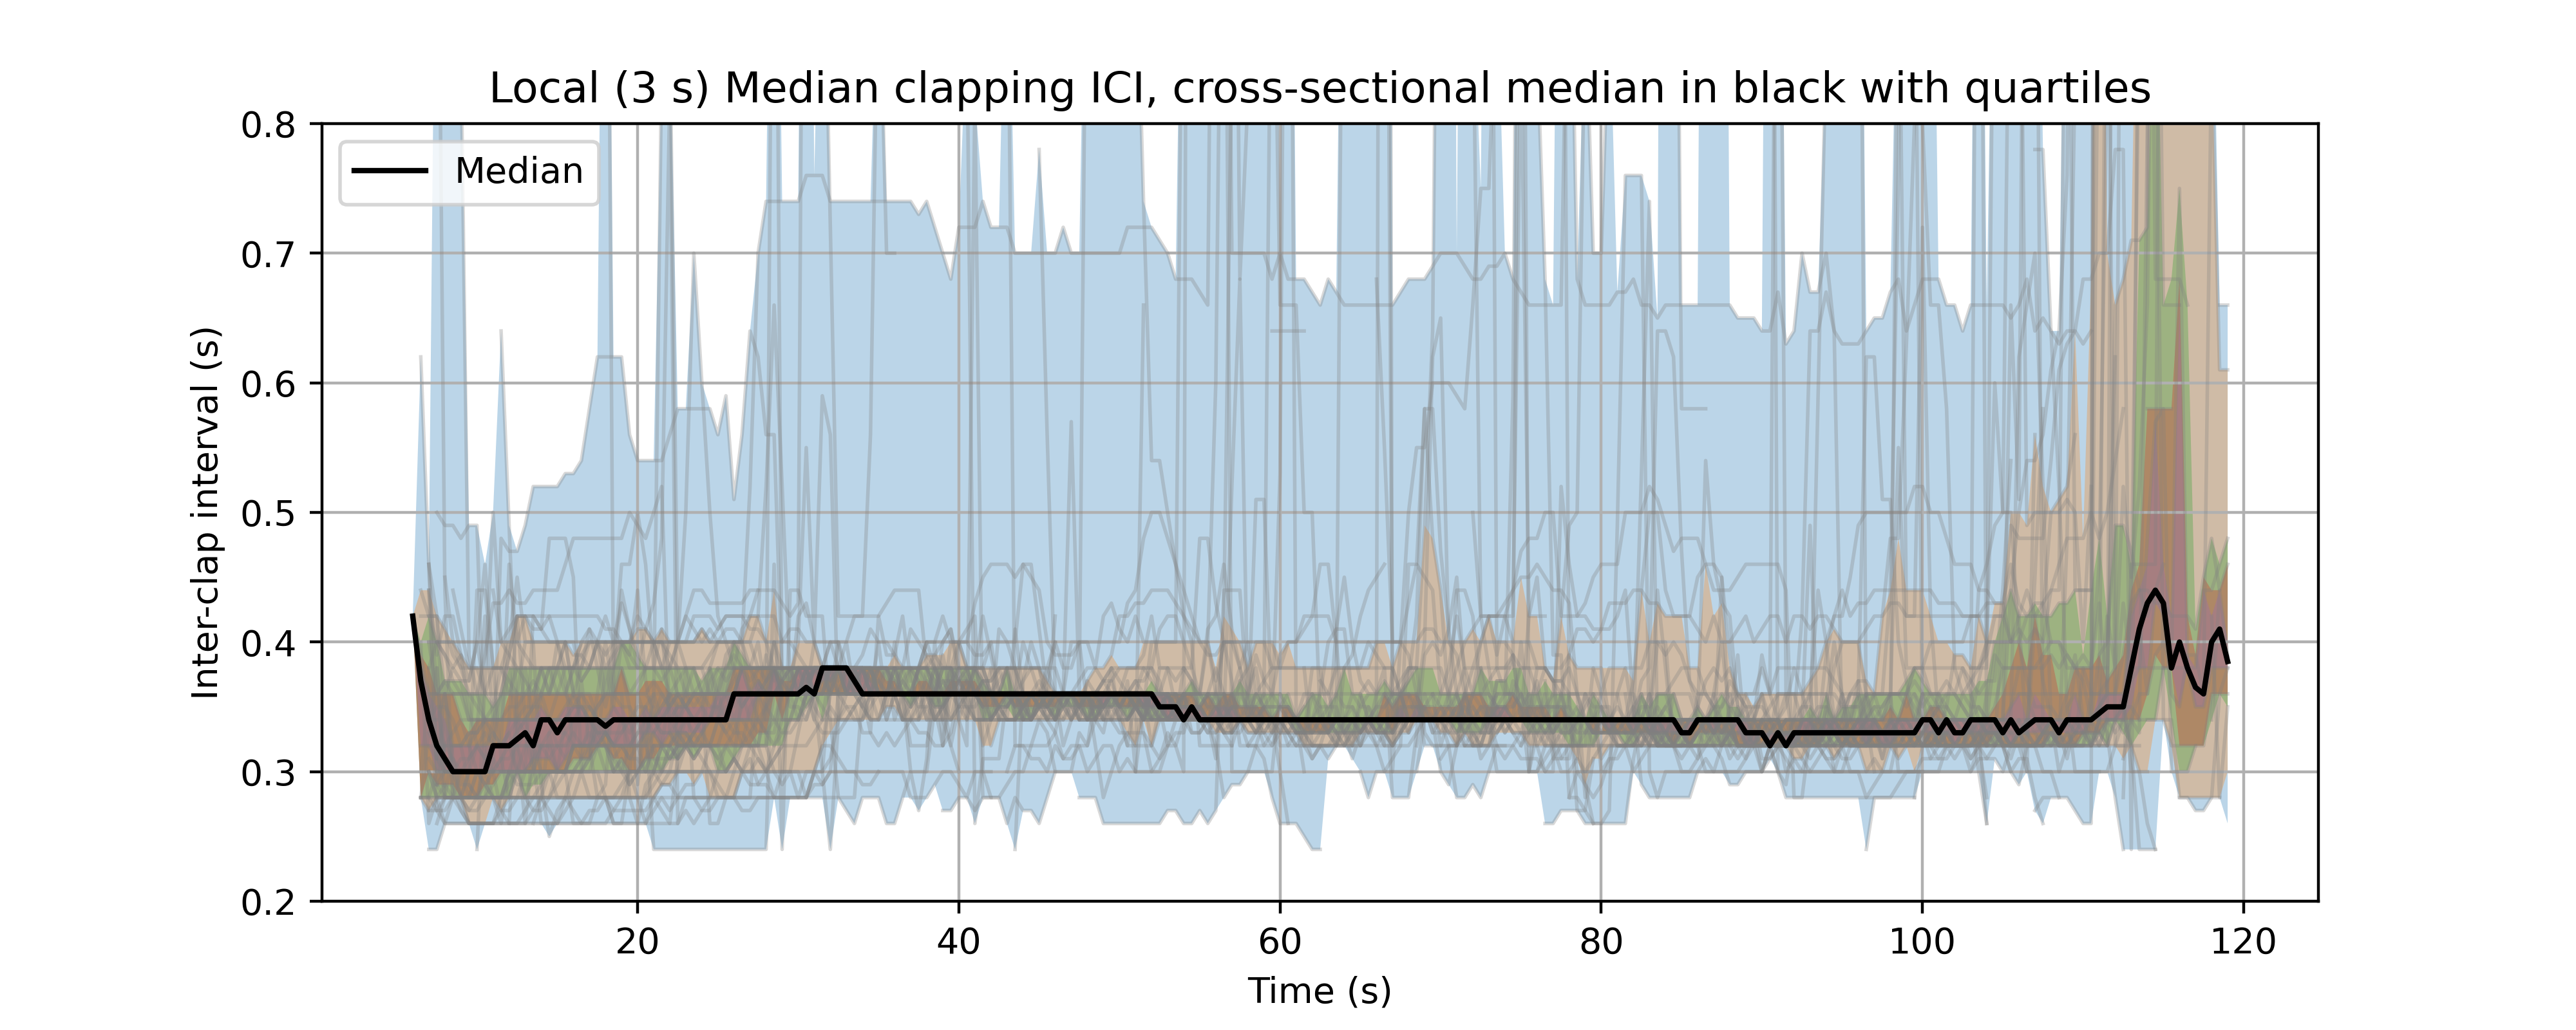 Local (3 s) Median clapping ICI, cross-sectional median in black with quartiles
Median
Inter-clap interval (s)
0.8
0.7
0.6
0.5
0.4
0.3
0.2
20 40 60 80 100 120
Time (s)